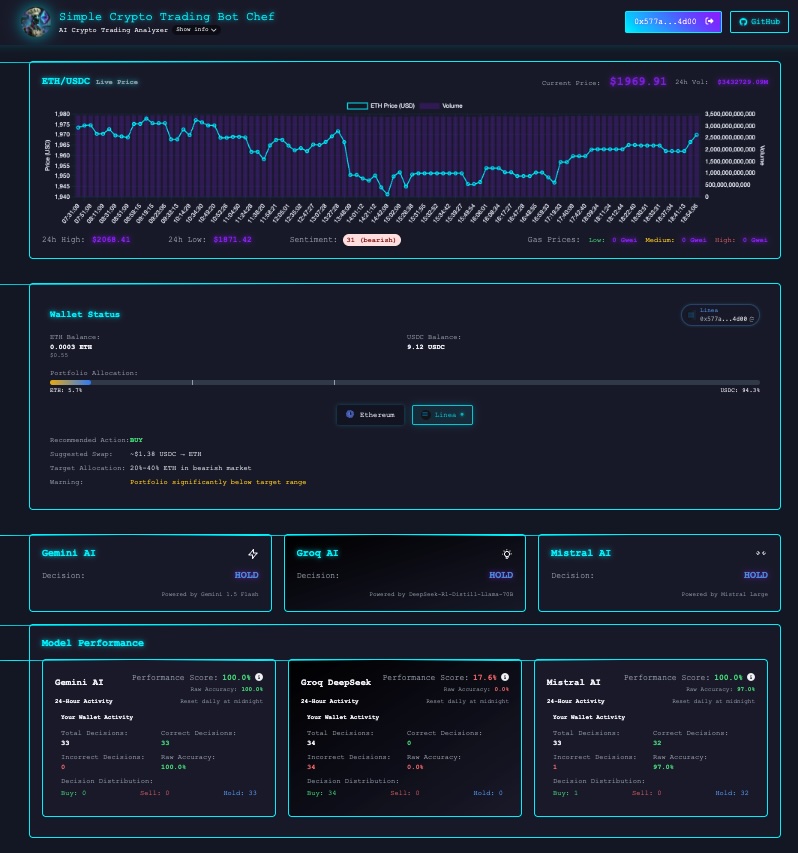 Simple Crypto Trading Bot Chef
AI Crypto Trading Analyzer Show info
0x577a...4d00
GitHub
ETH/USDC Live Price
Current Price: $1969.91 24h Vol: $3432729.03M
ETH Price (USD) Volume
Price (USD)
1,980
1,975
1,970
1,965
1,960
1,955
1,950
1,945
1,940
3,500,000,000,000
3,000,000,000,000
2,500,000,000,000
2,000,000,000,000
1,500,000,000,000
1,000,000,000,000
500,000,000,000
0
Volume
24h High: $2068.41
24h Low: $1871.42
Sentiment: 31 (bearish)
Gas Prices: Low: 0 Gwei Medium: 0 Gwei High: 0 Gwei
Wallet Status
Linea
0x577a...4d00
ETH Balance:
0.0003 ETH
$0.55
USDC Balance:
9.12 USDC
Portfolio Allocation:
ETH: 5.7%
USDC: 94.3%
Ethereum
Linea
Recommended Action: BUY
Suggested Swap: ~$1.38 USDC → ETH
Target Allocation: 20%-40% ETH in bearish market
Warning: Portfolio significantly below target range
Gemini AI
Decision: HOLD
Powered by Gemini 1.5 Flash
Groq AI
Decision: HOLD
Powered by DeepSeek-R1-Distill-Llama-70B
Mistral AI
Decision: HOLD
Powered by Mistral Large
Model Performance
Gemini AI
Performance Score: 100.0%
Raw Accuracy: 100.0%
24-Hour Activity
Reset daily at midnight
Your Wallet Activity
Total Decisions:
33
Correct Decisions:
33
Incorrect Decisions:
0
Raw Accuracy:
100.0%
Decision Distribution:
Buy: 0 Sell: 0 Hold: 33
Groq DeepSeek
Performance Score: 17.6%
Raw Accuracy: 0.0%
24-Hour Activity
Reset daily at midnight
Your Wallet Activity
Total Decisions:
34
Correct Decisions:
0
Incorrect Decisions:
34
Raw Accuracy:
0.0%
Decision Distribution:
Buy: 34 Sell: 0 Hold: 0
Mistral AI
Performance Score: 100.0%
Raw Accuracy: 97.0%
24-Hour Activity
Reset daily at midnight
Your Wallet Activity
Total Decisions:
33
Correct Decisions:
32
Incorrect Decisions:
1
Raw Accuracy:
97.0%
Decision Distribution:
Buy: 1 Sell: 0 Hold: 32